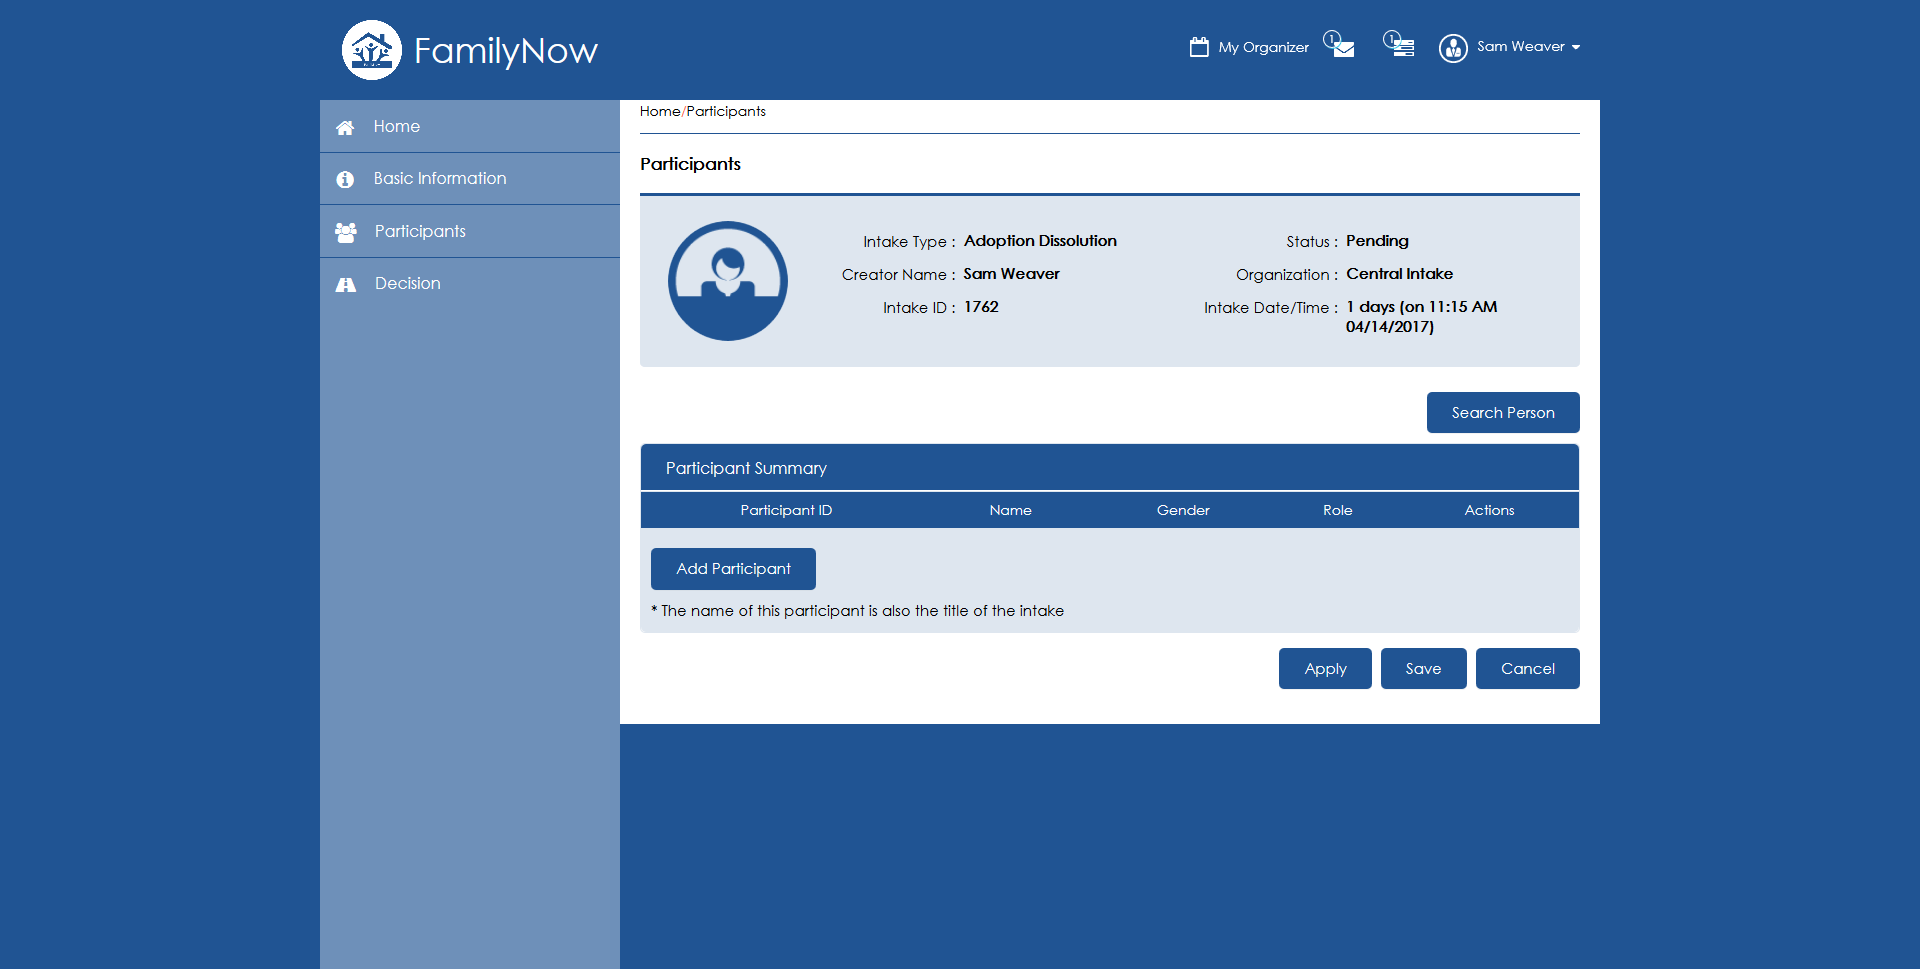 FamilyNow
My Organizer
1
1
Sam Weaver
Home
Basic Information
Participants
Decision
Home/Participants
Participants
Intake Type : Adoption Dissolution
Status : Pending
Creator Name : Sam Weaver
Organization : Central Intake
Intake ID : 1762
Intake Date/Time : 1 days (on 11:15 AM
04/14/2017)
Search Person
Participant Summary
Participant ID Name Gender Role Actions
Add Participant
* The name of this participant is also the title of the intake
Apply Save Cancel